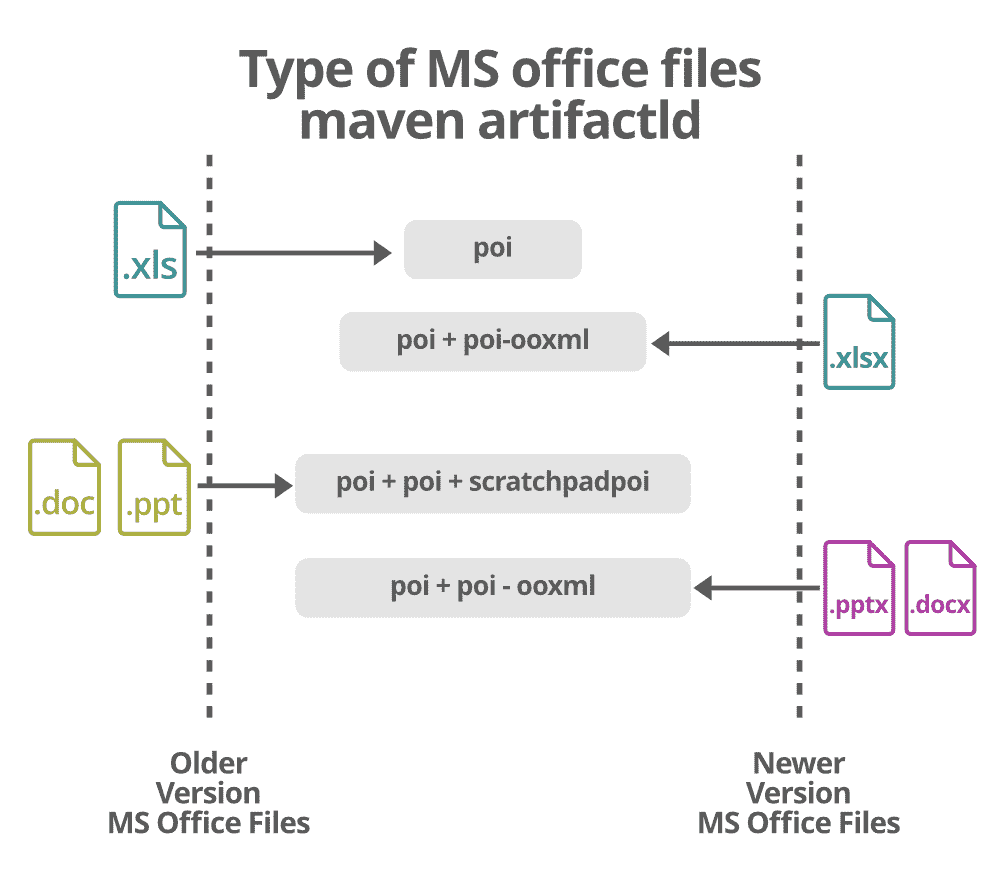 Type of MS office files
maven artifactld
.xls
poi
poi + poi-ooxml
.xlsx
.doc
.ppt
poi + poi + scratchpadpoi
poi + poi - ooxml
.pptx
.docx
Older
Version
MS Office Files
Newer
Version
MS Office Files